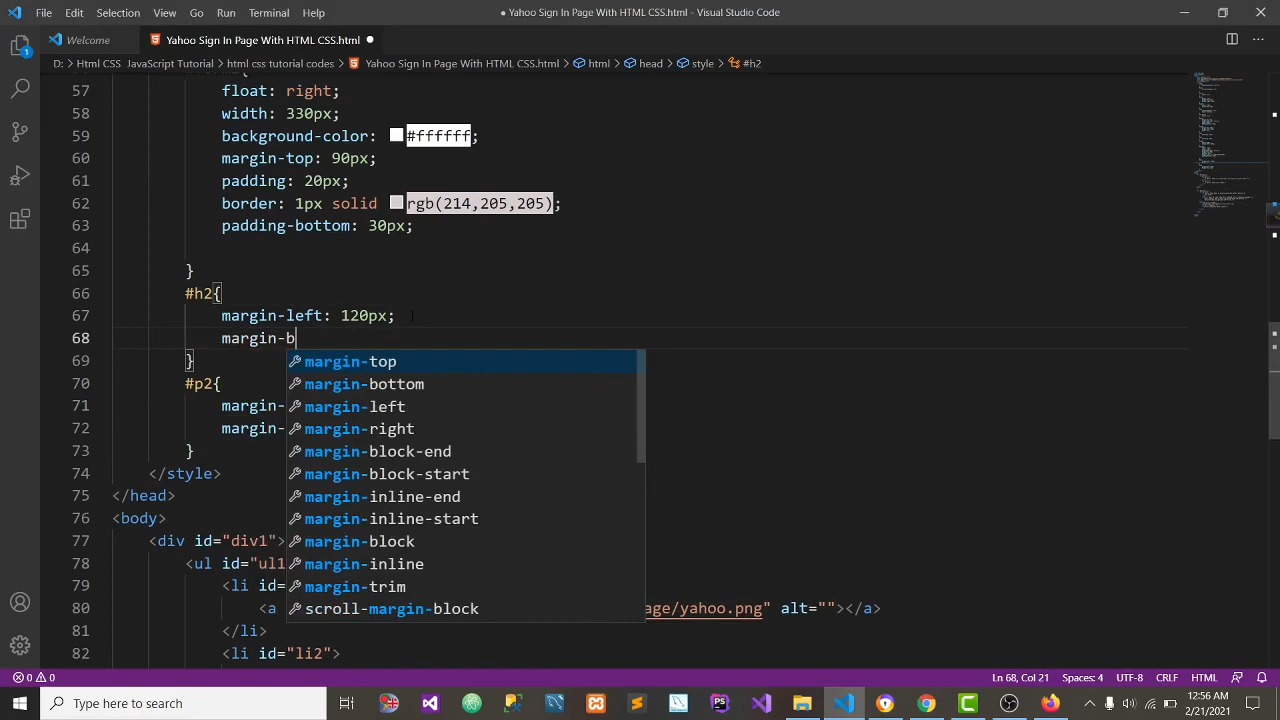 File Edit Selection View Go Run Terminal Help ● Yahoo Sign In Page With HTML CSS.html - Visual Studio Code
Welcome Yahoo Sign In Page With HTML CSS.html ●
D: > Html CSS JavaScript Tutorial > html css tutorial codes > Yahoo Sign In Page With HTML CSS.html > html > head > style > #h2
57 float: right;
58 width: 330px;
59 background-color: #ffffff;
60 margin-top: 90px;
61 padding: 20px;
62 border: 1px solid rgb(214,205,205);
63 padding-bottom: 30px;
64
65 }
66 #h2{
67 margin-left: 120px;
68 margin-b
69 }
margin-top
70 #p2{
margin-bottom
71 margin-
margin-left
72 margin-
margin-right
73 }
margin-block-end
74 </style>
margin-block-start
75 </head>
margin-inline-end
76 <body>
margin-inline-start
77 <div id="div1">
margin-block
78 <ul id="ul1
margin-inline
79 <li id=
margin-trim
80 <a age/yahoo.png" alt=""></a>
scroll-margin-block
81 </li>
82 <li id="li2">
1
0 0 Ln 68, Col 21 Spaces: 4 UTF-8 CRLF HTML
Type here to search
12:56 AM
2/21/2021